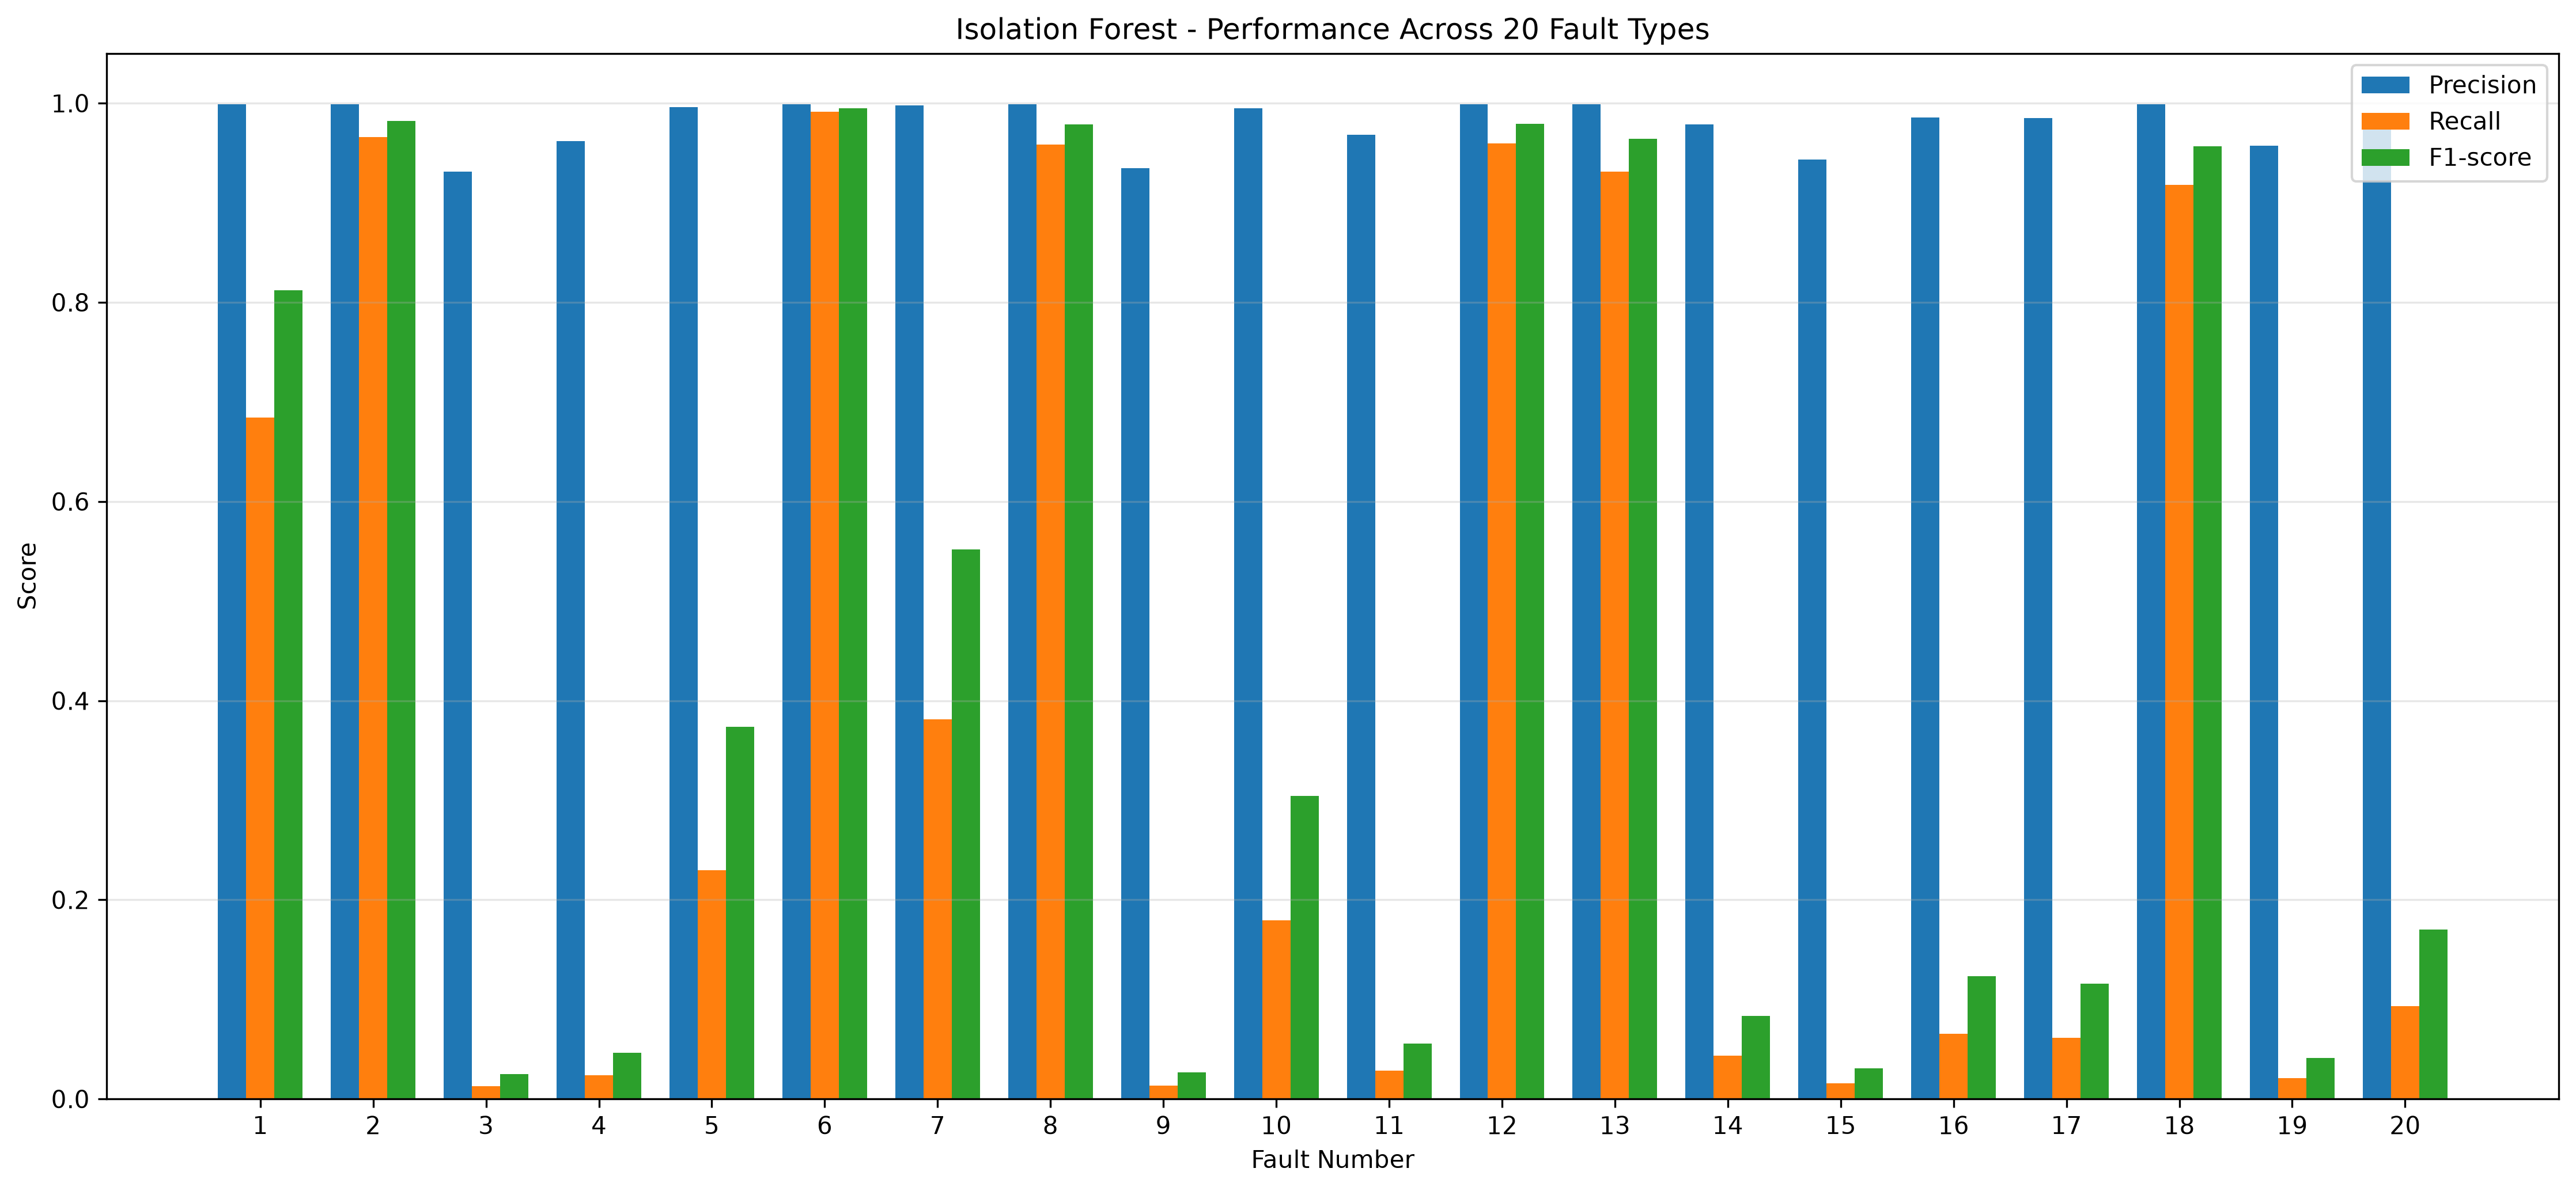 Isolation Forest - Performance Across 20 Fault Types
Precision
Recall
F1-score
1.0
0.8
0.6
0.4
0.2
0.0
Score
1 2 3 4 5 6 7 8 9 10 11 12 13 14 15 16 17 18 19 20
Fault Number